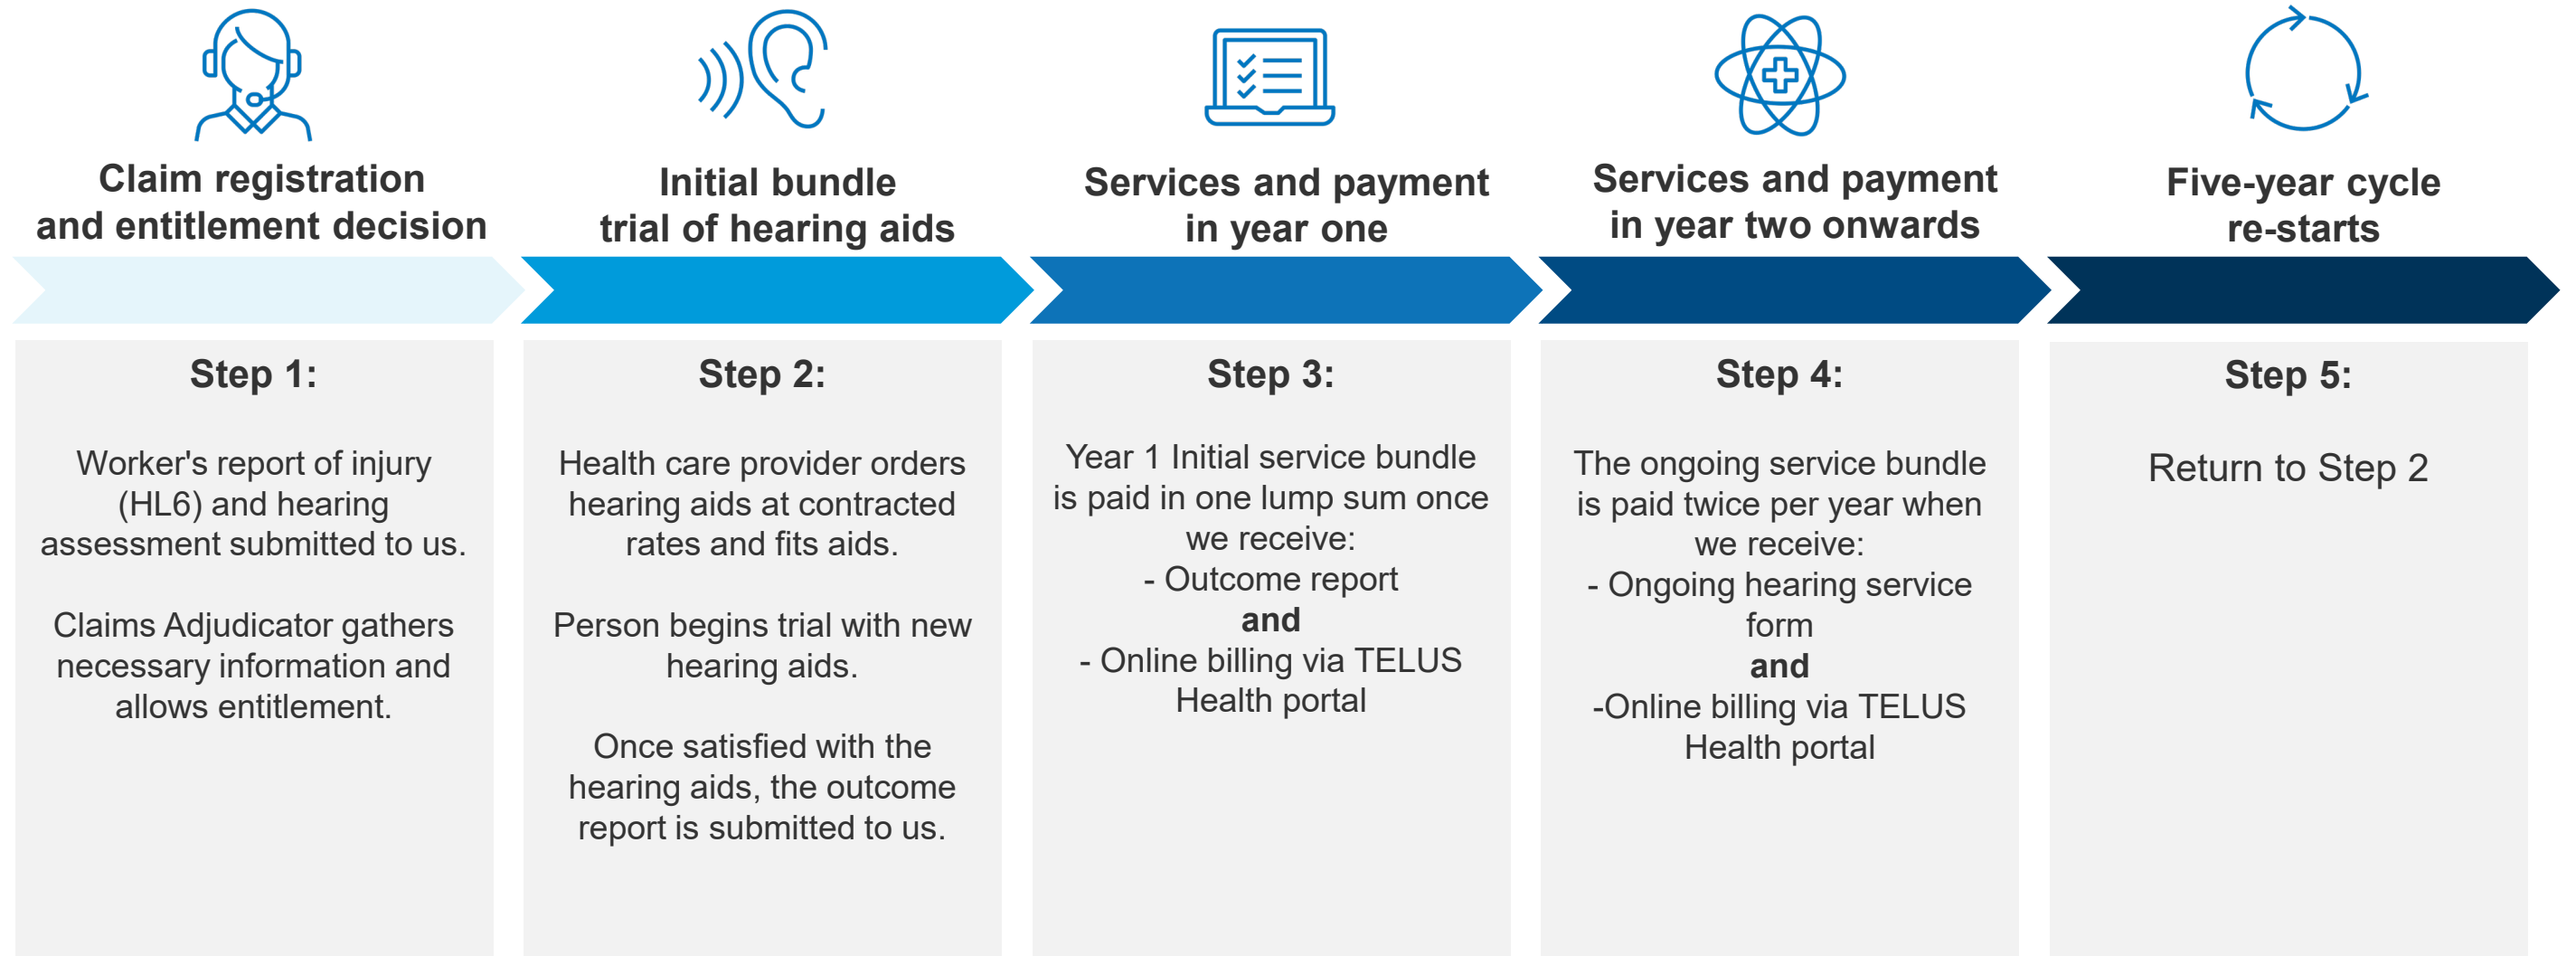 Claim registration
and entitlement decision
Initial bundle
trial of hearing aids
Services and payment
in year one
Services and payment
in year two onwards
Five-year cycle
re-starts
Step 1:
Worker's report of injury
(HL6) and hearing
assessment submitted to us.
Claims Adjudicator gathers
necessary information and
allows entitlement.
Step 2:
Health care provider orders
hearing aids at contracted
rates and fits aids.
Person begins trial with new
hearing aids.
Once satisfied with the
hearing aids, the outcome
report is submitted to us.
Step 3:
Year 1 Initial service bundle
is paid in one lump sum once
we receive:
- Outcome report
and
- Online billing via TELUS
Health portal
Step 4:
The ongoing service bundle
is paid twice per year when
we receive:
- Ongoing hearing service
form
and
-Online billing via TELUS
Health portal
Step 5:
Return to Step 2